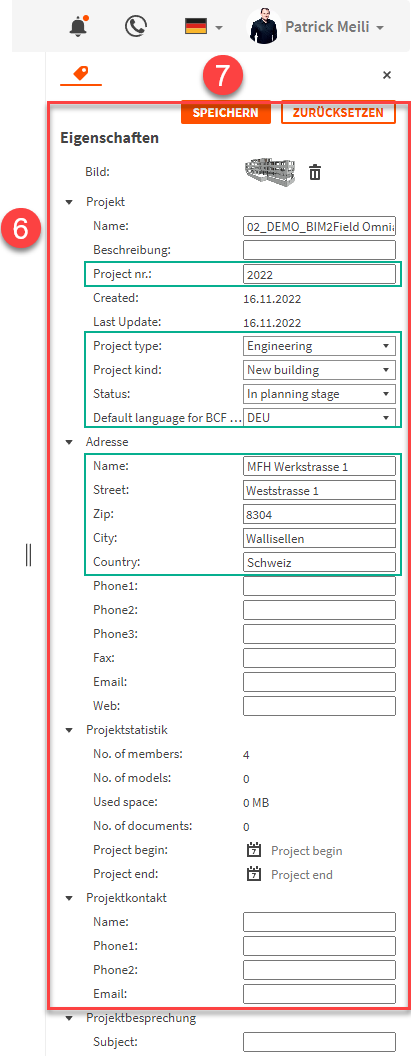 Patrick Meili
7
SPEICHERN
ZURÜCKSETZEN
Eigenschaften
Bild:
6
Projekt
Name: 02_DEMO_BIM2Field Omnia
Beschreibung:
Project nr.: 2022
Created: 16.11.2022
Last Update: 16.11.2022
Project type: Engineering
Project kind: New building
Status: In planning stage
Default language for BCF ... DEU
Adresse
Name: MFH Werkstrasse 1
Street: Weststrasse 1
Zip: 8304
City: Wallisellen
Country: Schweiz
Phone1:
Phone2:
Phone3:
Fax:
Email:
Web:
Projektstatistik
No. of members: 4
No. of models: 0
Used space: 0 MB
No. of documents: 0
Project begin: 7 Project begin
Project end: 7 Project end
Projektkontakt
Name:
Phone1:
Phone2:
Email:
Projektbesprechung
Subject: